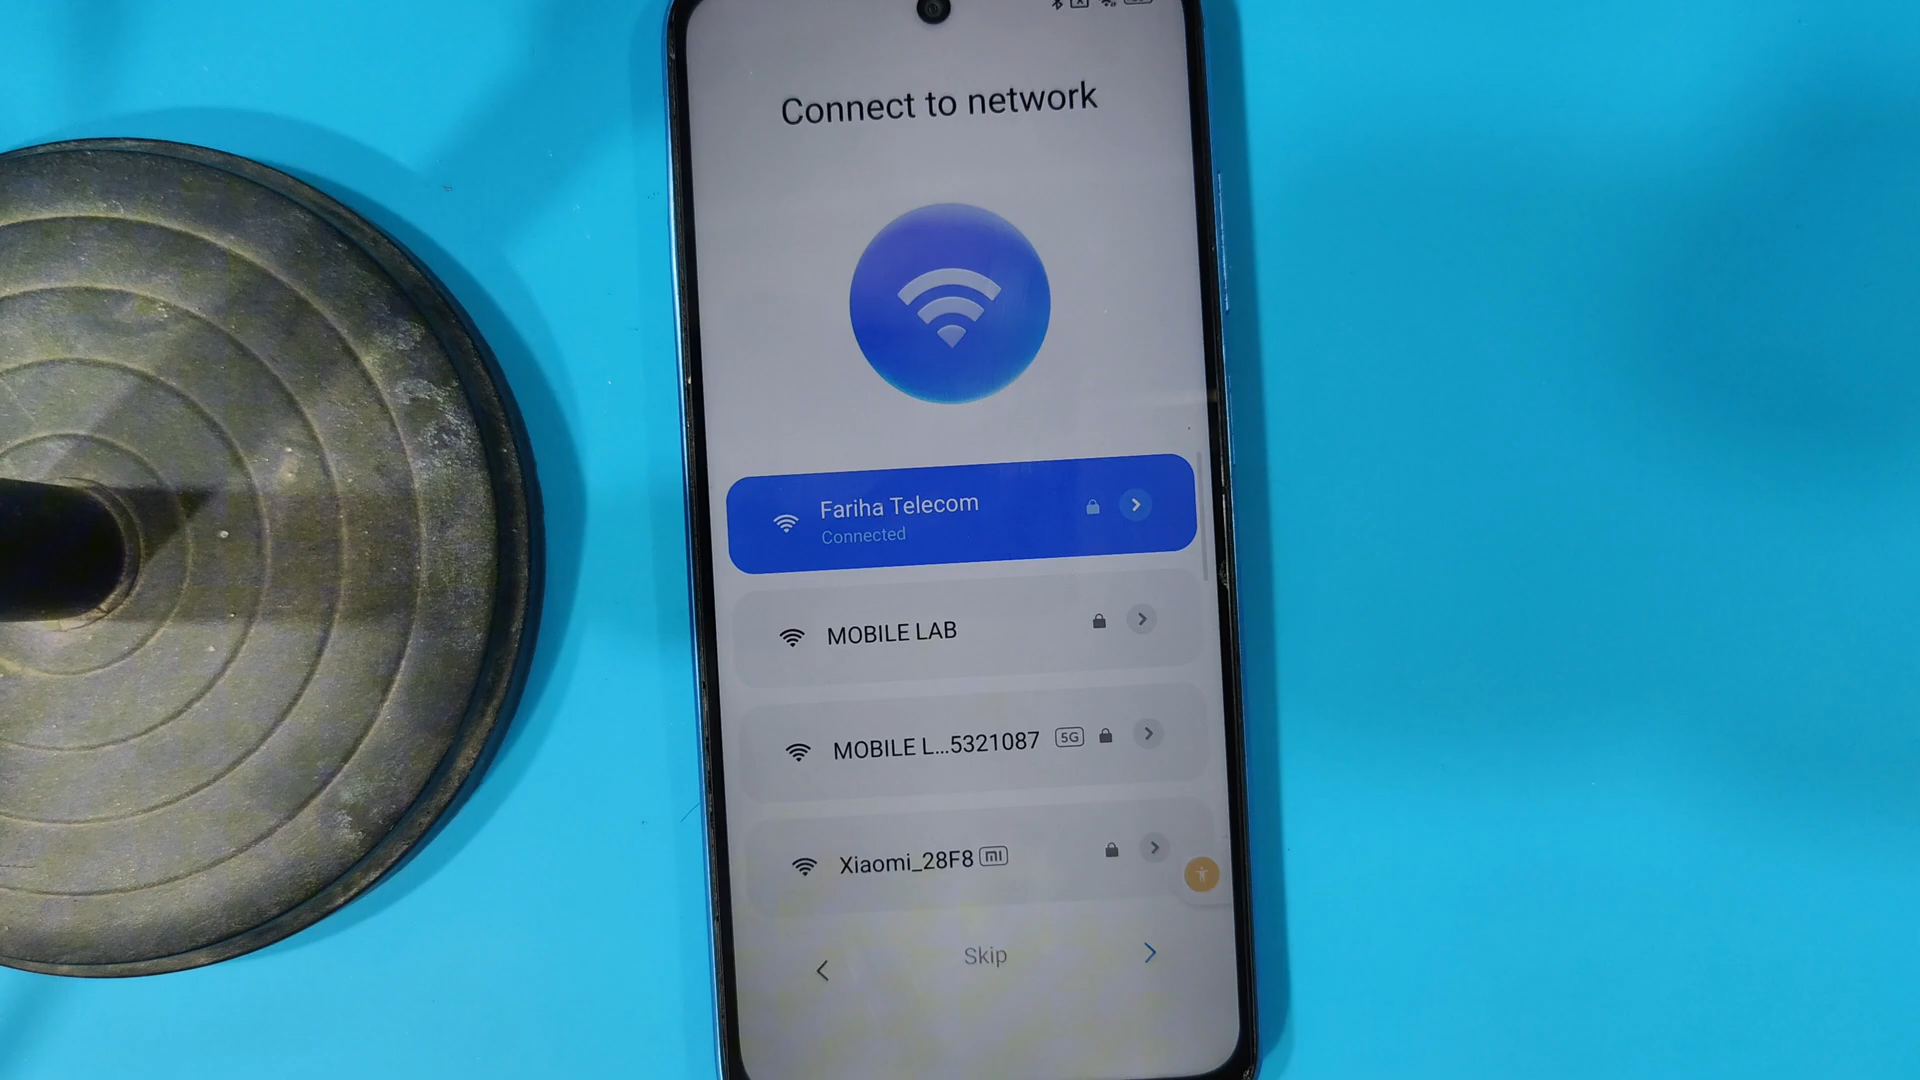 Connect to network
Fariha Telecom
Connected
MOBILE LAB
MOBILE L...5321087 5G
Xiaomi_28F8 mi
Skip